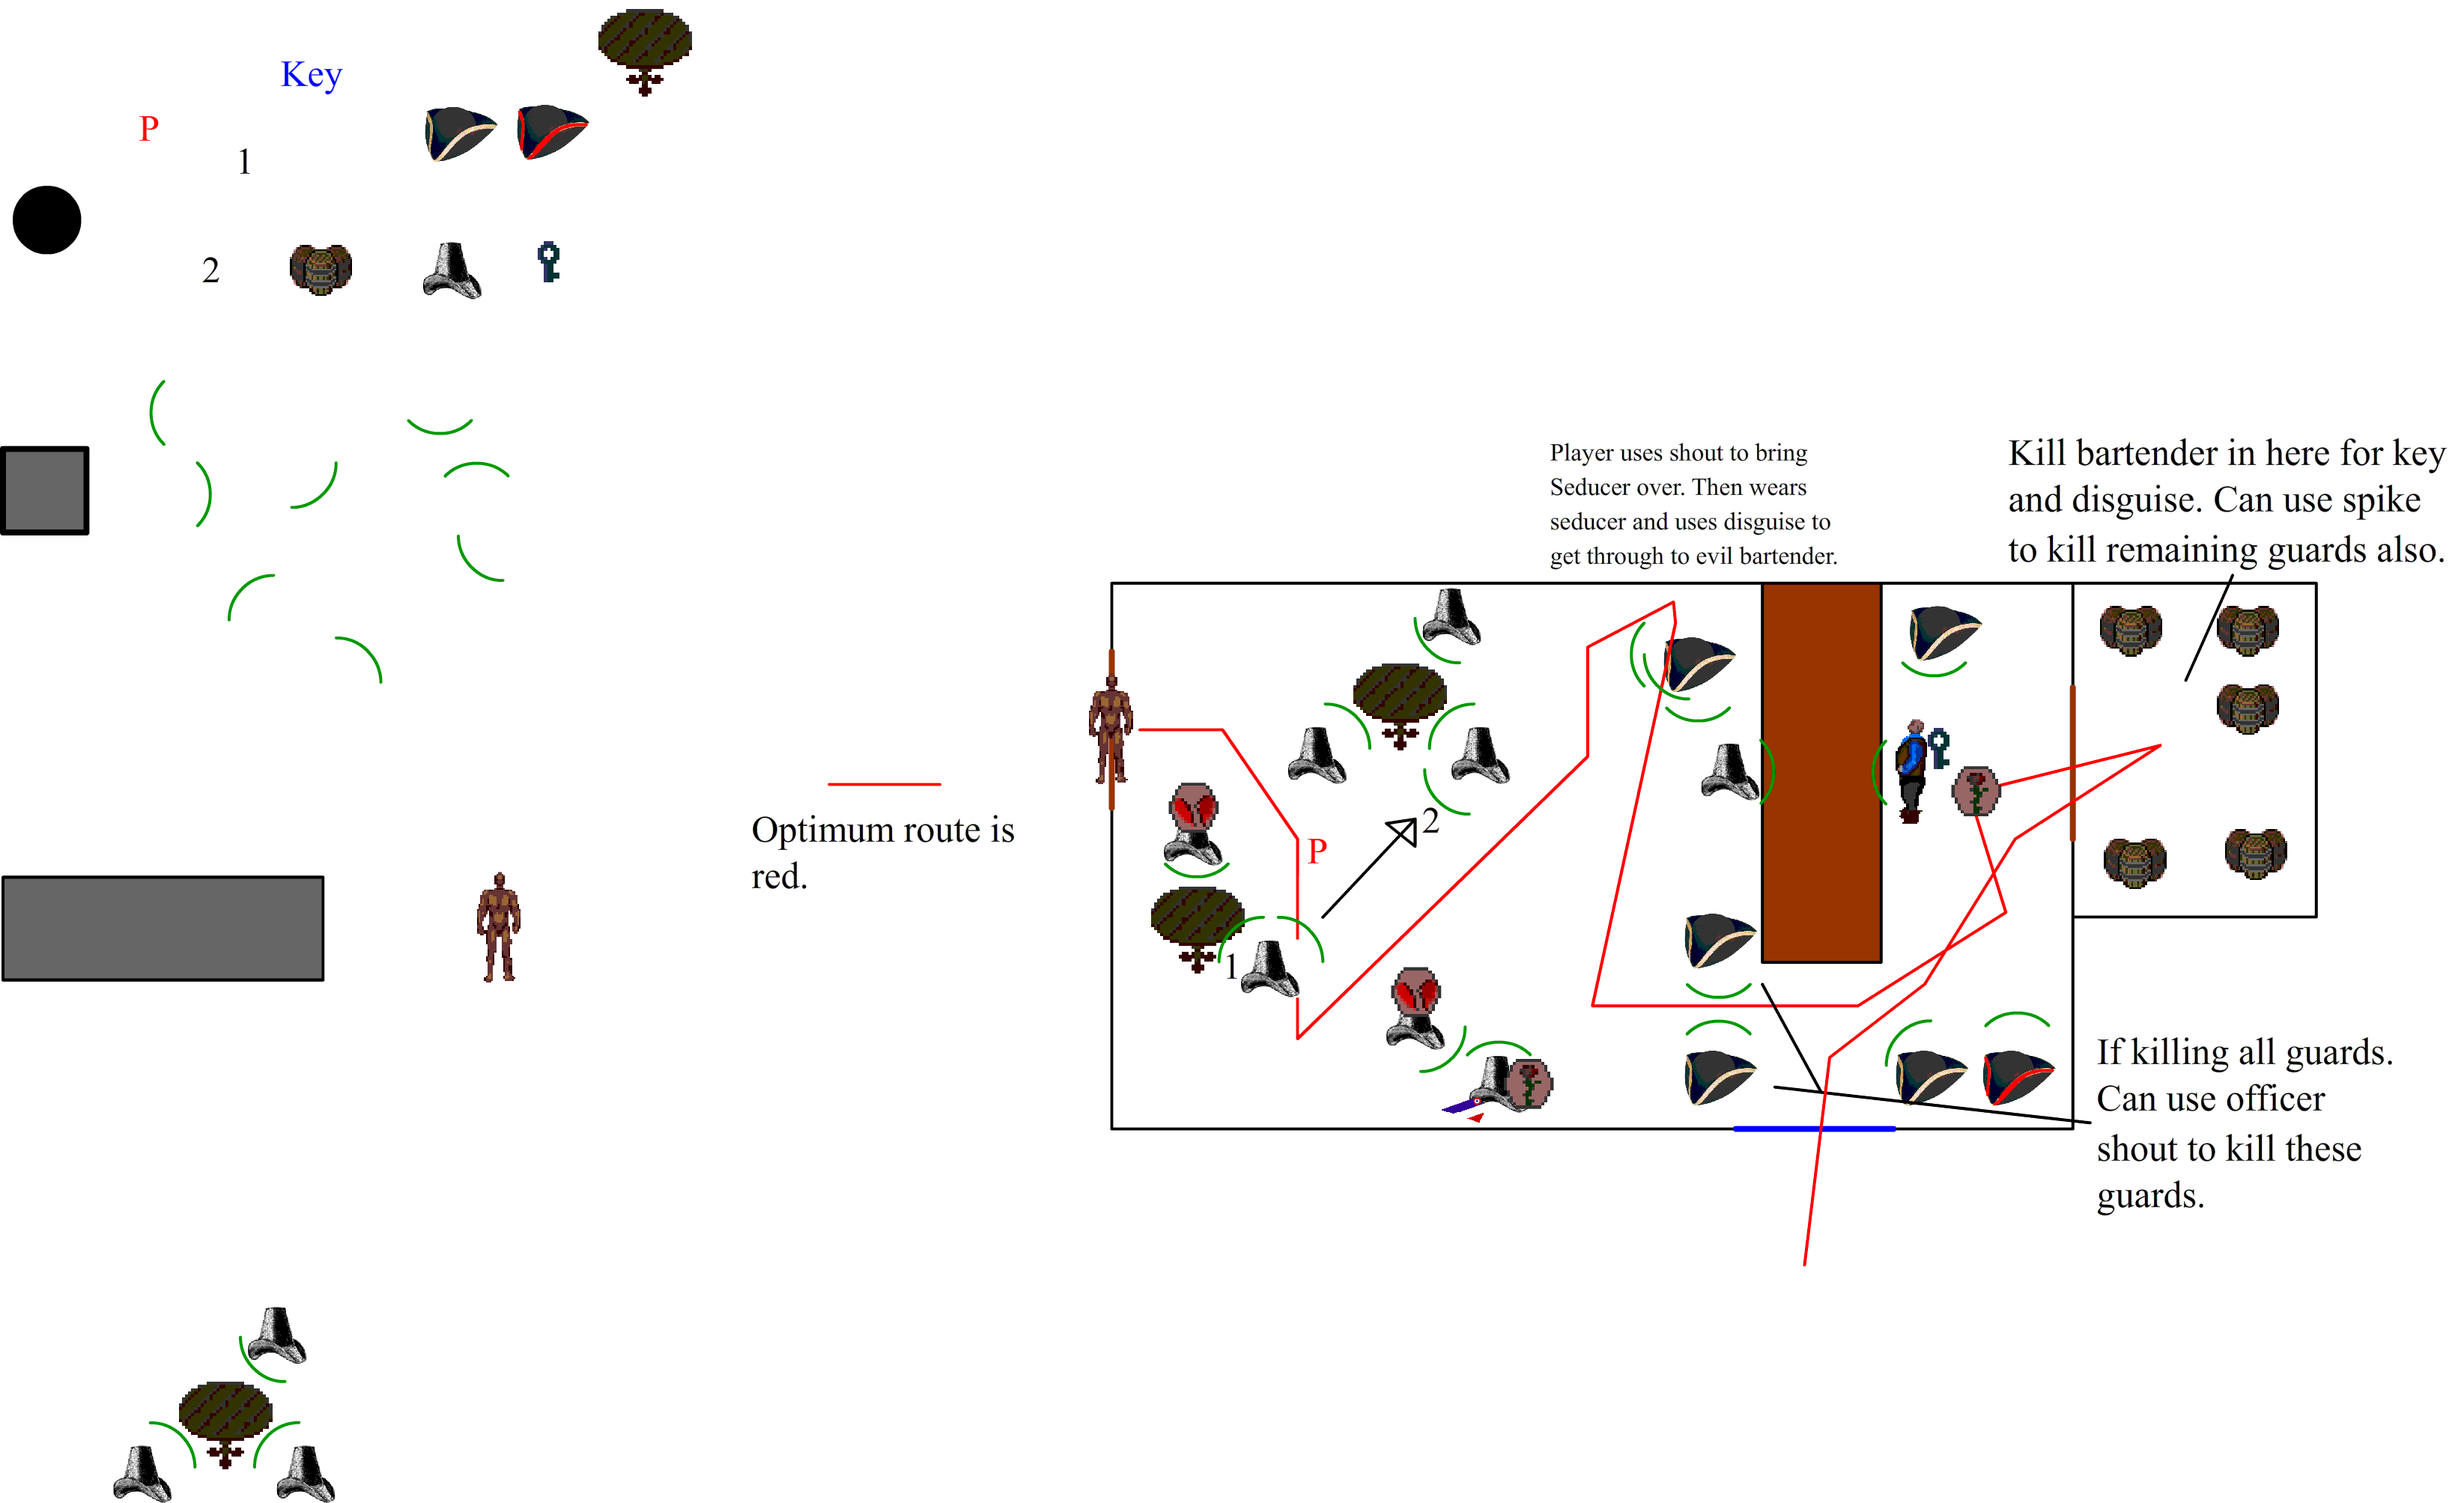 Key
P
1
2
Player uses shout to bring
Seducer over. Then wears
seducer and uses disguise to
get through to evil bartender.
Kill bartender in here for key
and disguise. Can use spike
to kill remaining guards also.
Optimum route is
red.
2
P
1
If killing all guards.
Can use officer
shout to kill these
guards.